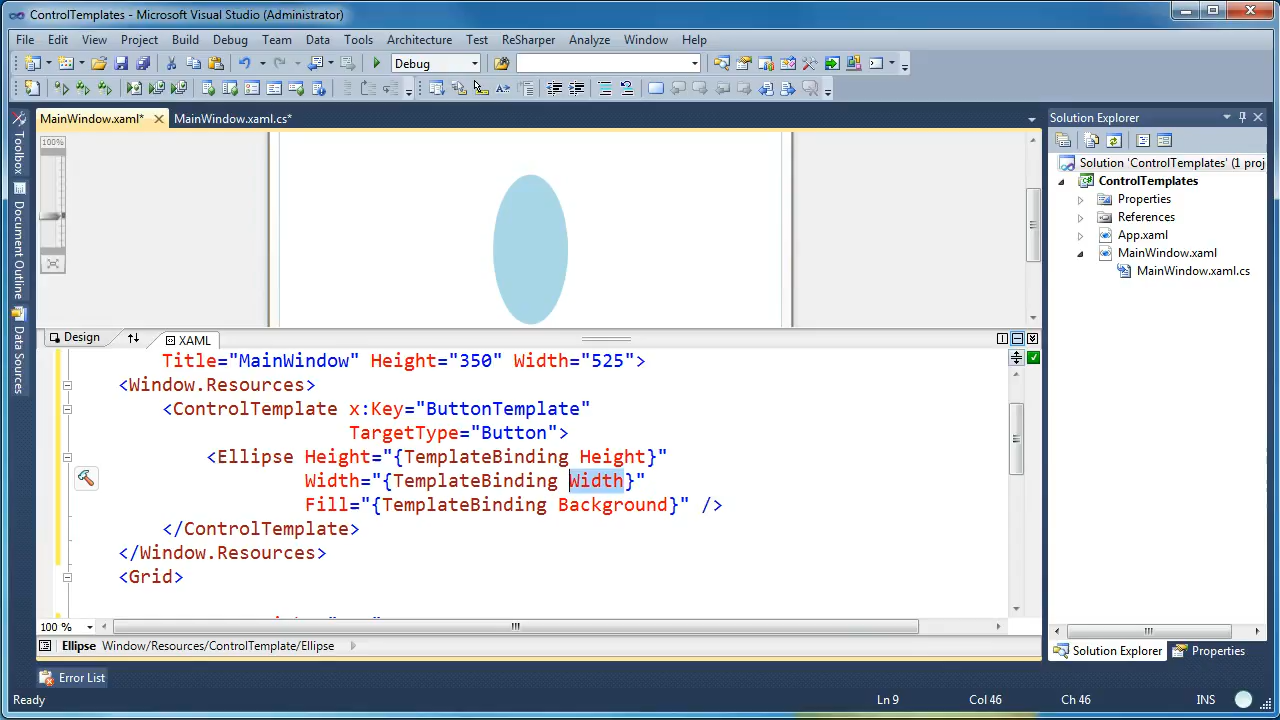 ControlTemplates - Microsoft Visual Studio (Administrator)
File Edit View Project Build Debug Team Data Tools Architecture Test ReSharper Analyze Window Help
Debug
MainWindow.xaml* MainWindow.xaml.cs*
Solution Explorer
Toolbox
Document Outline
Data Sources
100%
Solution 'ControlTemplates' (1 proj
ControlTemplates
Properties
References
App.xaml
MainWindow.xaml
MainWindow.xaml.cs
Design XAML
Title="MainWindow" Height="350" Width="525">
<Window.Resources>
<ControlTemplate x:Key="ButtonTemplate"
TargetType="Button">
<Ellipse Height="{TemplateBinding Height}"
Width="{TemplateBinding Width}"
Fill="{TemplateBinding Background}" />
</ControlTemplate>
</Window.Resources>
<Grid>
100 %
Ellipse Window/Resources/ControlTemplate/Ellipse
Solution Explorer Properties
Error List
Ready Ln 9 Col 46 Ch 46 INS